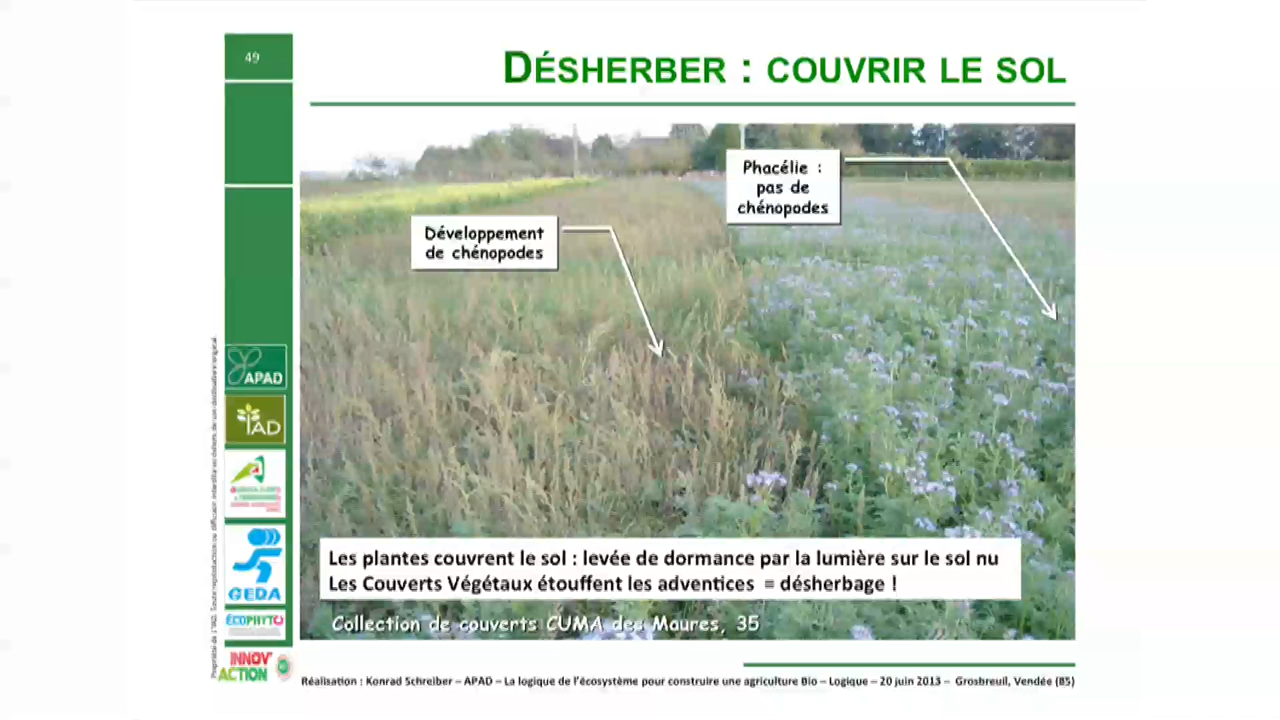 49
DÉSHERBER : COUVRIR LE SOL
Phacélie :
pas de
chénopodes
Développement
de chénopodes
APAD
IAD
GEDA
ÉCOPHYTO
INNOV'
ACTION
Les plantes couvrent le sol : levée de dormance par la lumière sur le sol nu
Les Couverts Végétaux étouffent les adventices = désherbage !
Collection de couverts CUMA des Maures, 35
Réalisation : Konrad Schreiber – APAD – La logique de l'écosystème pour construire une agriculture Bio – Logique – 20 juin 2013 – Grosbreuil, Vendée (85)